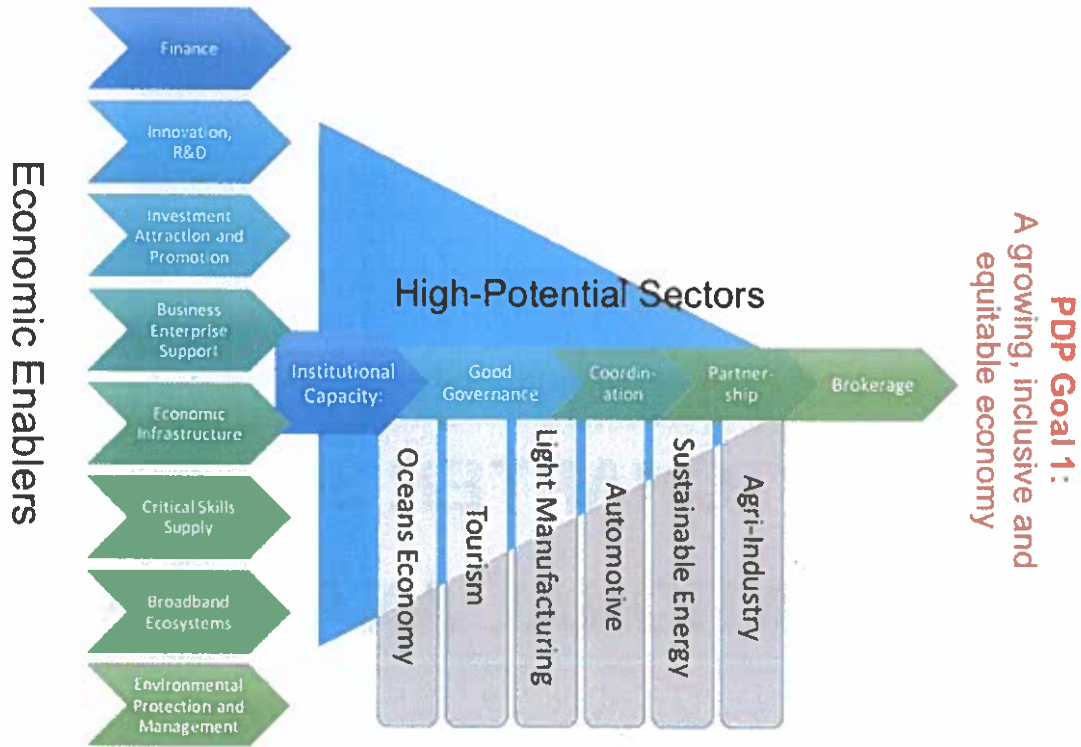 Economic Enablers
Finance
Innovation,
R&D
Investment
Attraction and
Promotion
Business
Enterprise
Support
Economic
Infrastructure
Critical Skills
Supply
Broadband
Ecosystems
Environmental
Protection and
Management
High-Potential Sectors
Institutional
Capacity:
Good
Governance
Coordin-
ation
Partner-
ship
Brokerage
Oceans Economy
Tourism
Light Manufacturing
Automotive
Sustainable Energy
Agri-Industry
PDP Goal 1:
A growing, inclusive and
equitable economy